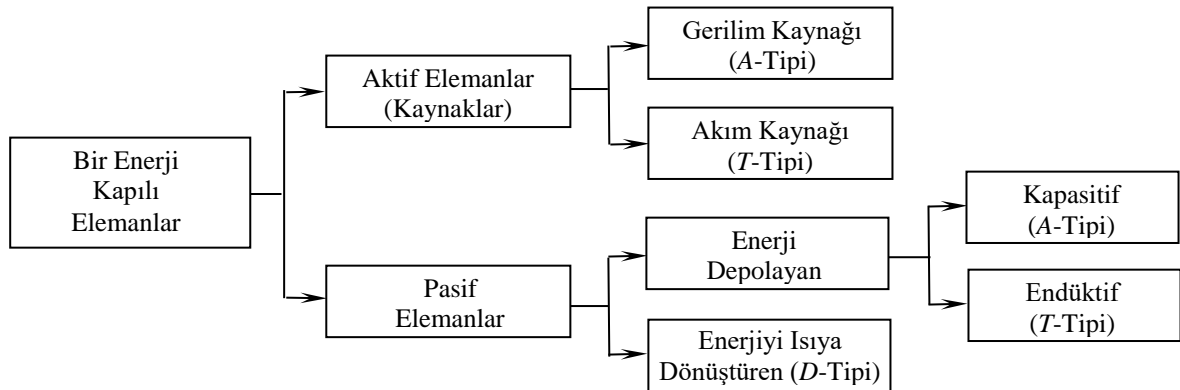 Bir Enerji
Kapılı
Elemanlar
Aktif Elemanlar
(Kaynaklar)
Gerilim Kaynağı
(A-Tipi)
Akım Kaynağı
(T-Tipi)
Pasif
Elemanlar
Enerji
Depolayan
Kapasitif
(A-Tipi)
Endüktif
(T-Tipi)
Enerjiyi Isıya
Dönüştüren (D-Tipi)